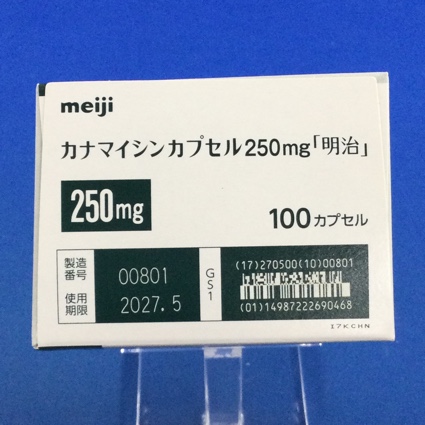 meiji
カナマイシンカプセル250mg「明治」
250mg
100カプセル
製造番号 00801
使用期限 2027.5
GS1
(17)270500(10)00801
(01)14987222690468
17KCHN